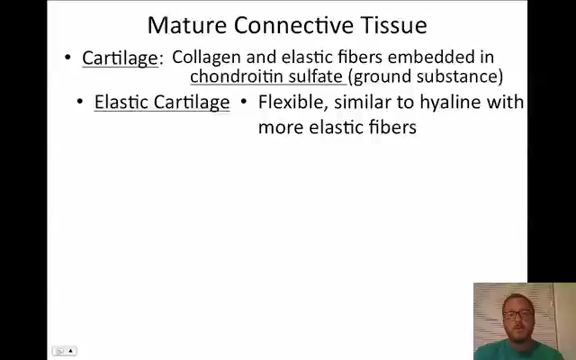 Mature Connective Tissue
• Cartilage: Collagen and elastic fibers embedded in
chondroitin sulfate (ground substance)
• Elastic Cartilage • Flexible, similar to hyaline with
more elastic fibers